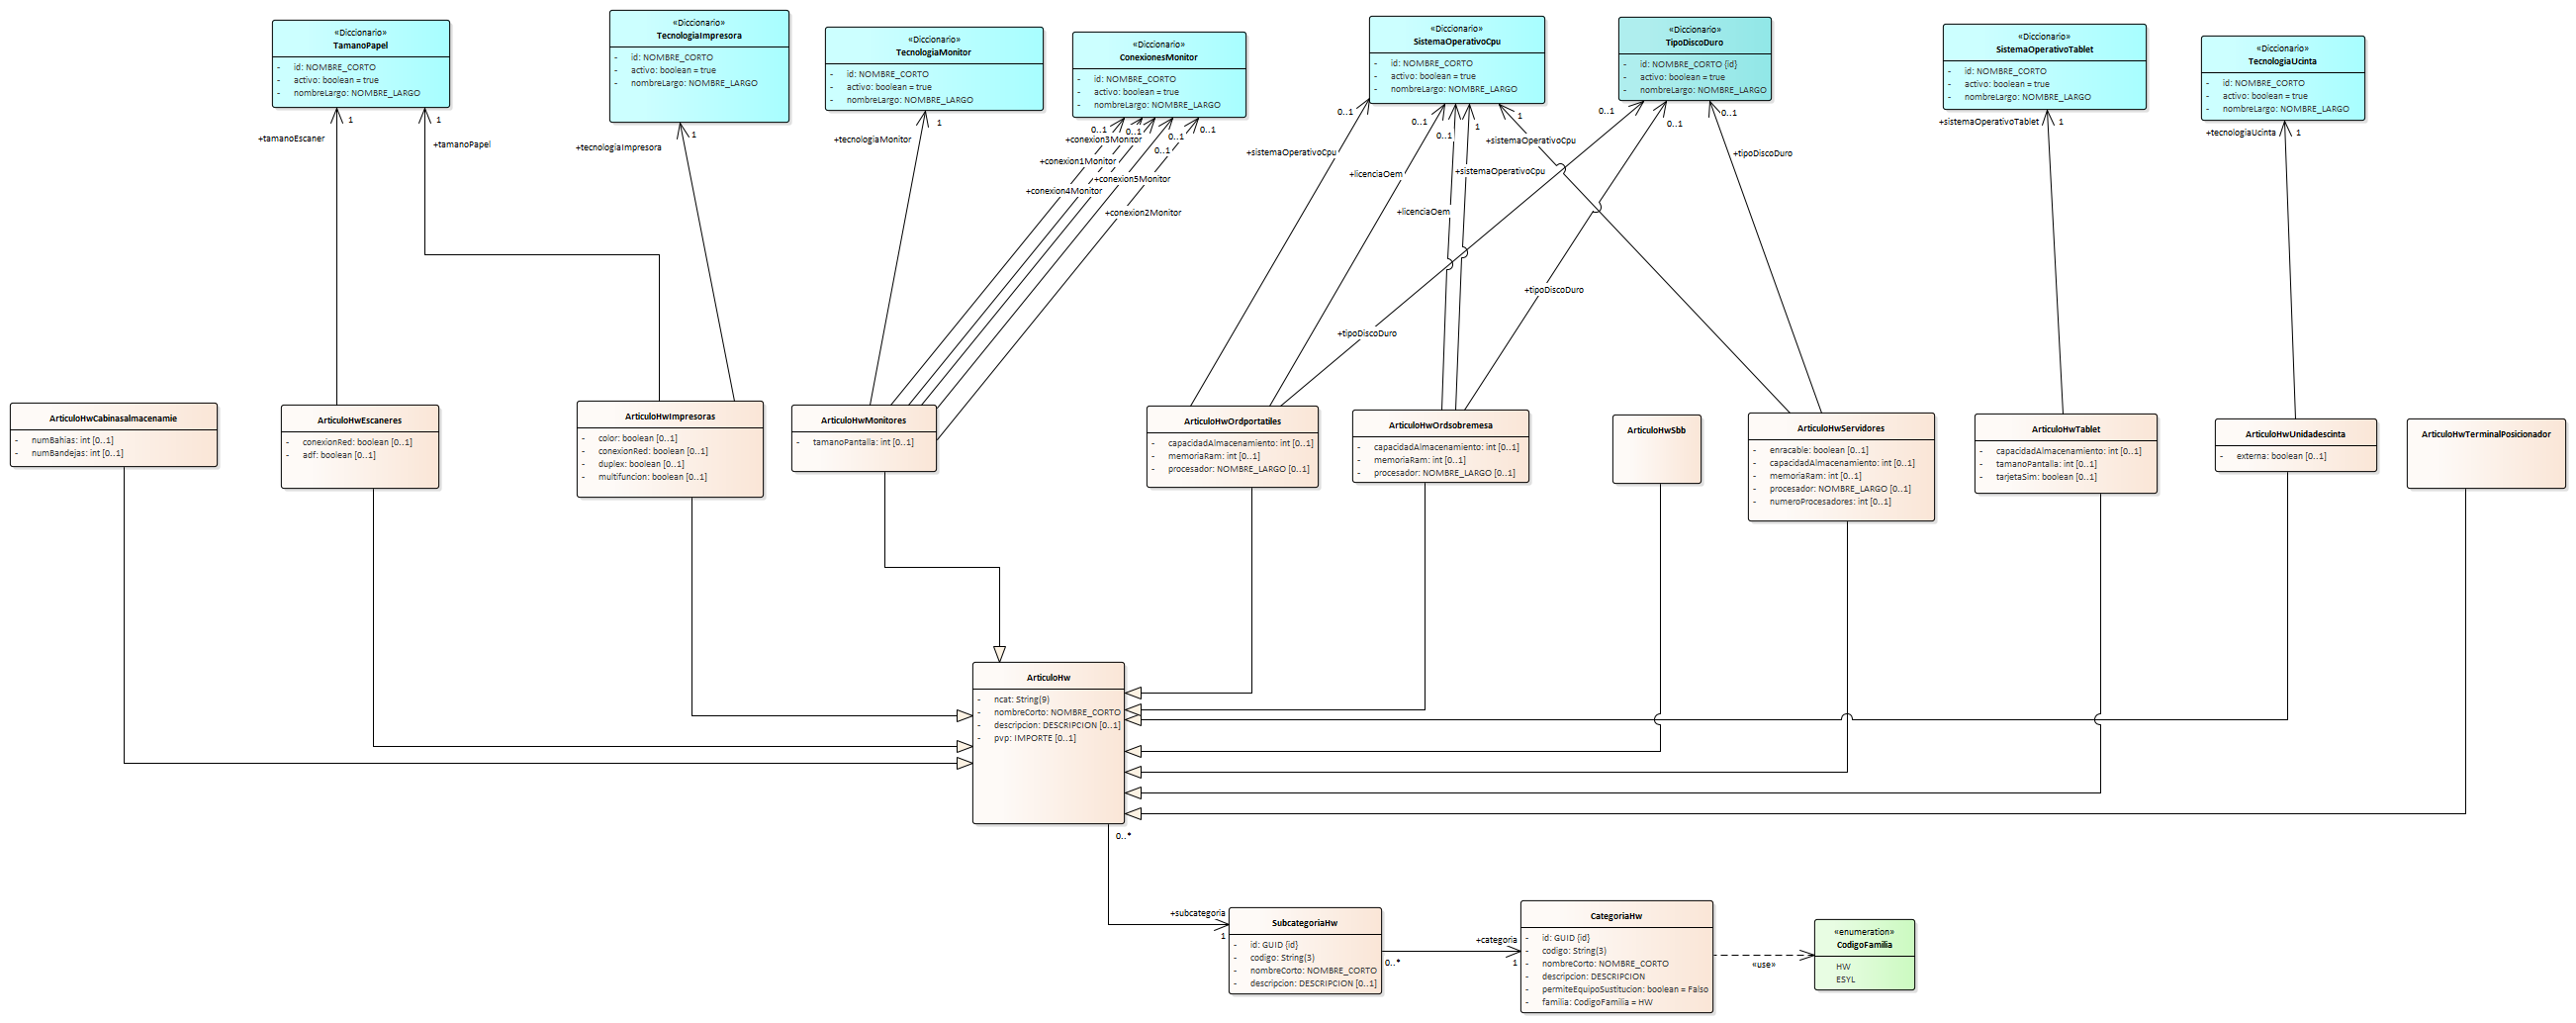 «Diccionario»
TamanoPapel
- id: NOMBRE_CORTO
- activo: boolean = true
- nombreLargo: NOMBRE_LARGO
«Diccionario»
TecnologiaImpresora
- id: NOMBRE_CORTO
- activo: boolean = true
- nombreLargo: NOMBRE_LARGO
«Diccionario»
TecnologiaMonitor
- id: NOMBRE_CORTO
- activo: boolean = true
- nombreLargo: NOMBRE_LARGO
«Diccionario»
ConexionesMonitor
- id: NOMBRE_CORTO
- activo: boolean = true
- nombreLargo: NOMBRE_LARGO
«Diccionario»
SistemaOperativoCpu
- id: NOMBRE_CORTO
- activo: boolean = true
- nombreLargo: NOMBRE_LARGO
«Diccionario»
TipoDiscoDuro
- id: NOMBRE_CORTO {id}
- activo: boolean = true
- nombreLargo: NOMBRE_LARGO
«Diccionario»
SistemaOperativoTablet
- id: NOMBRE_CORTO
- activo: boolean = true
- nombreLargo: NOMBRE_LARGO
«Diccionario»
TecnologiaUcinta
- id: NOMBRE_CORTO
- activo: boolean = true
- nombreLargo: NOMBRE_LARGO
+tamanoEscaner
1
+tamanoPapel
1
+tecnologiaImpresora
1
+tecnologiaMonitor
1
+conexion3Monitor
0..1
+conexion1Monitor
0..1
+conexion4Monitor
0..1
+conexion5Monitor
0..1
+conexion2Monitor
0..1
+sistemaOperativoCpu
0..1
+licenciaOem
0..1
+licenciaOem
0..1
+sistemaOperativoCpu
1
+sistemaOperativoCpu
1
+tipoDiscoDuro
0..1
+tipoDiscoDuro
0..1
+tipoDiscoDuro
0..1
+sistemaOperativoTablet
1
+tecnologiaUcinta
1
ArticuloHwCabinasalmacenamie
- numBahias: int [0..1]
- numBandejas: int [0..1]
ArticuloHwEscaneres
- conexionRed: boolean [0..1]
- adf: boolean [0..1]
ArticuloHwImpresoras
- color: boolean [0..1]
- conexionRed: boolean [0..1]
- duplex: boolean [0..1]
- multifuncion: boolean [0..1]
ArticuloHwMonitores
- tamanoPantalla: int [0..1]
ArticuloHwOrdportatiles
- capacidadAlmacenamiento: int [0..1]
- memoriaRam: int [0..1]
- procesador: NOMBRE_LARGO [0..1]
ArticuloHwOrdsobremesa
- capacidadAlmacenamiento: int [0..1]
- memoriaRam: int [0..1]
- procesador: NOMBRE_LARGO [0..1]
ArticuloHwSbb
ArticuloHwServidores
- enracable: boolean [0..1]
- capacidadAlmacenamiento: int [0..1]
- memoriaRam: int [0..1]
- procesador: NOMBRE_LARGO [0..1]
- numeroProcesadores: int [0..1]
ArticuloHwTablet
- capacidadAlmacenamiento: int [0..1]
- tamanoPantalla: int [0..1]
- tarjetaSim: boolean [0..1]
ArticuloHwUnidadescinta
- externa: boolean [0..1]
ArticuloHwTerminalPosicionador
ArticuloHw
- ncat: String(9)
- nombreCorto: NOMBRE_CORTO
- descripcion: DESCRIPCION [0..1]
- pvp: IMPORTE [0..1]
0..*
+subcategoria
1
SubcategoriaHw
- id: GUID {id}
- codigo: String(3)
- nombreCorto: NOMBRE_CORTO
- descripcion: DESCRIPCION [0..1]
0..*
+categoria
1
CategoriaHw
- id: GUID {id}
- codigo: String(3)
- nombreCorto: NOMBRE_CORTO
- descripcion: DESCRIPCION
- permiteEquipoSustitucion: boolean = Falso
- familia: CodigoFamilia = HW
«use»
«enumeration»
CodigoFamilia
HW
ESYL